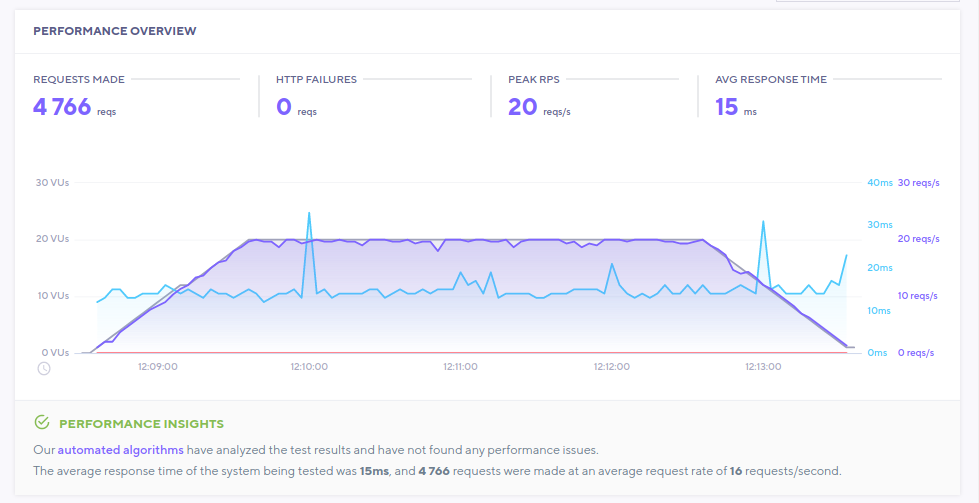 PERFORMANCE OVERVIEW
REQUESTS MADE HTTP FAILURES PEAK RPS AVG RESPONSE TIME
4 766 reqs 0 reqs 20 reqs/s 15 ms
30 VUs 40ms 30 reqs/s
30ms
20 VUs 20 reqs/s
20ms
10 VUs 10 reqs/s
10ms
0 VUs 0ms 0 reqs/s
12:09:00 12:10:00 12:11:00 12:12:00 12:13:00
PERFORMANCE INSIGHTS
Our automated algorithms have analyzed the test results and have not found any performance issues.
The average response time of the system being tested was 15ms, and 4 766 requests were made at an average request rate of 16 requests/second.